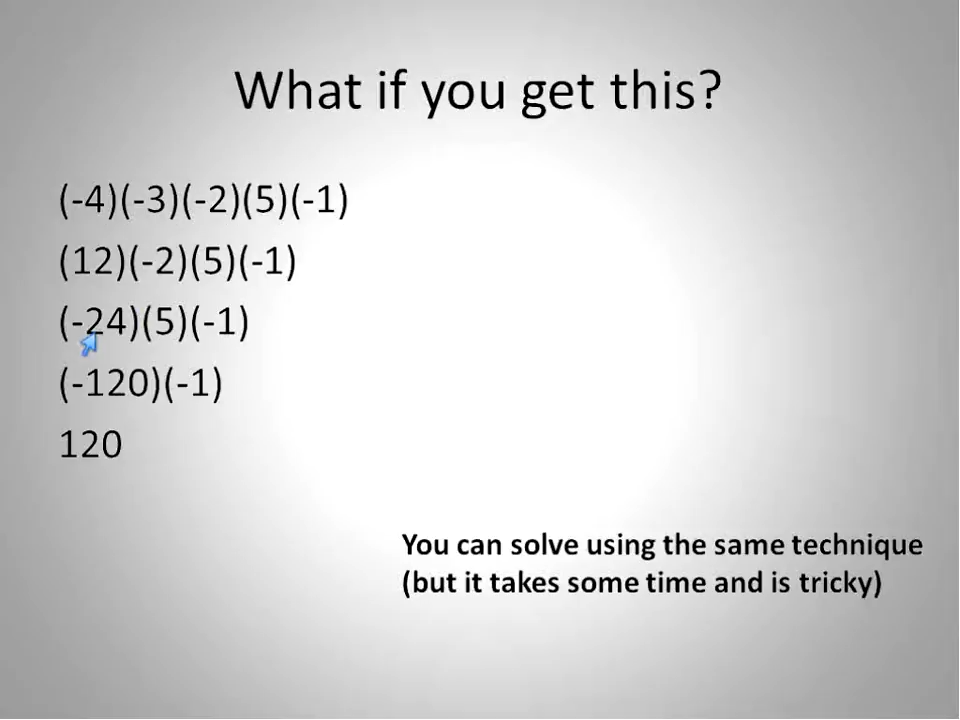 What if you get this?
(-4)(-3)(-2)(5)(-1)
(12)(-2)(5)(-1)
(-24)(5)(-1)
(-120)(-1)
120
You can solve using the same technique
(but it takes some time and is tricky)